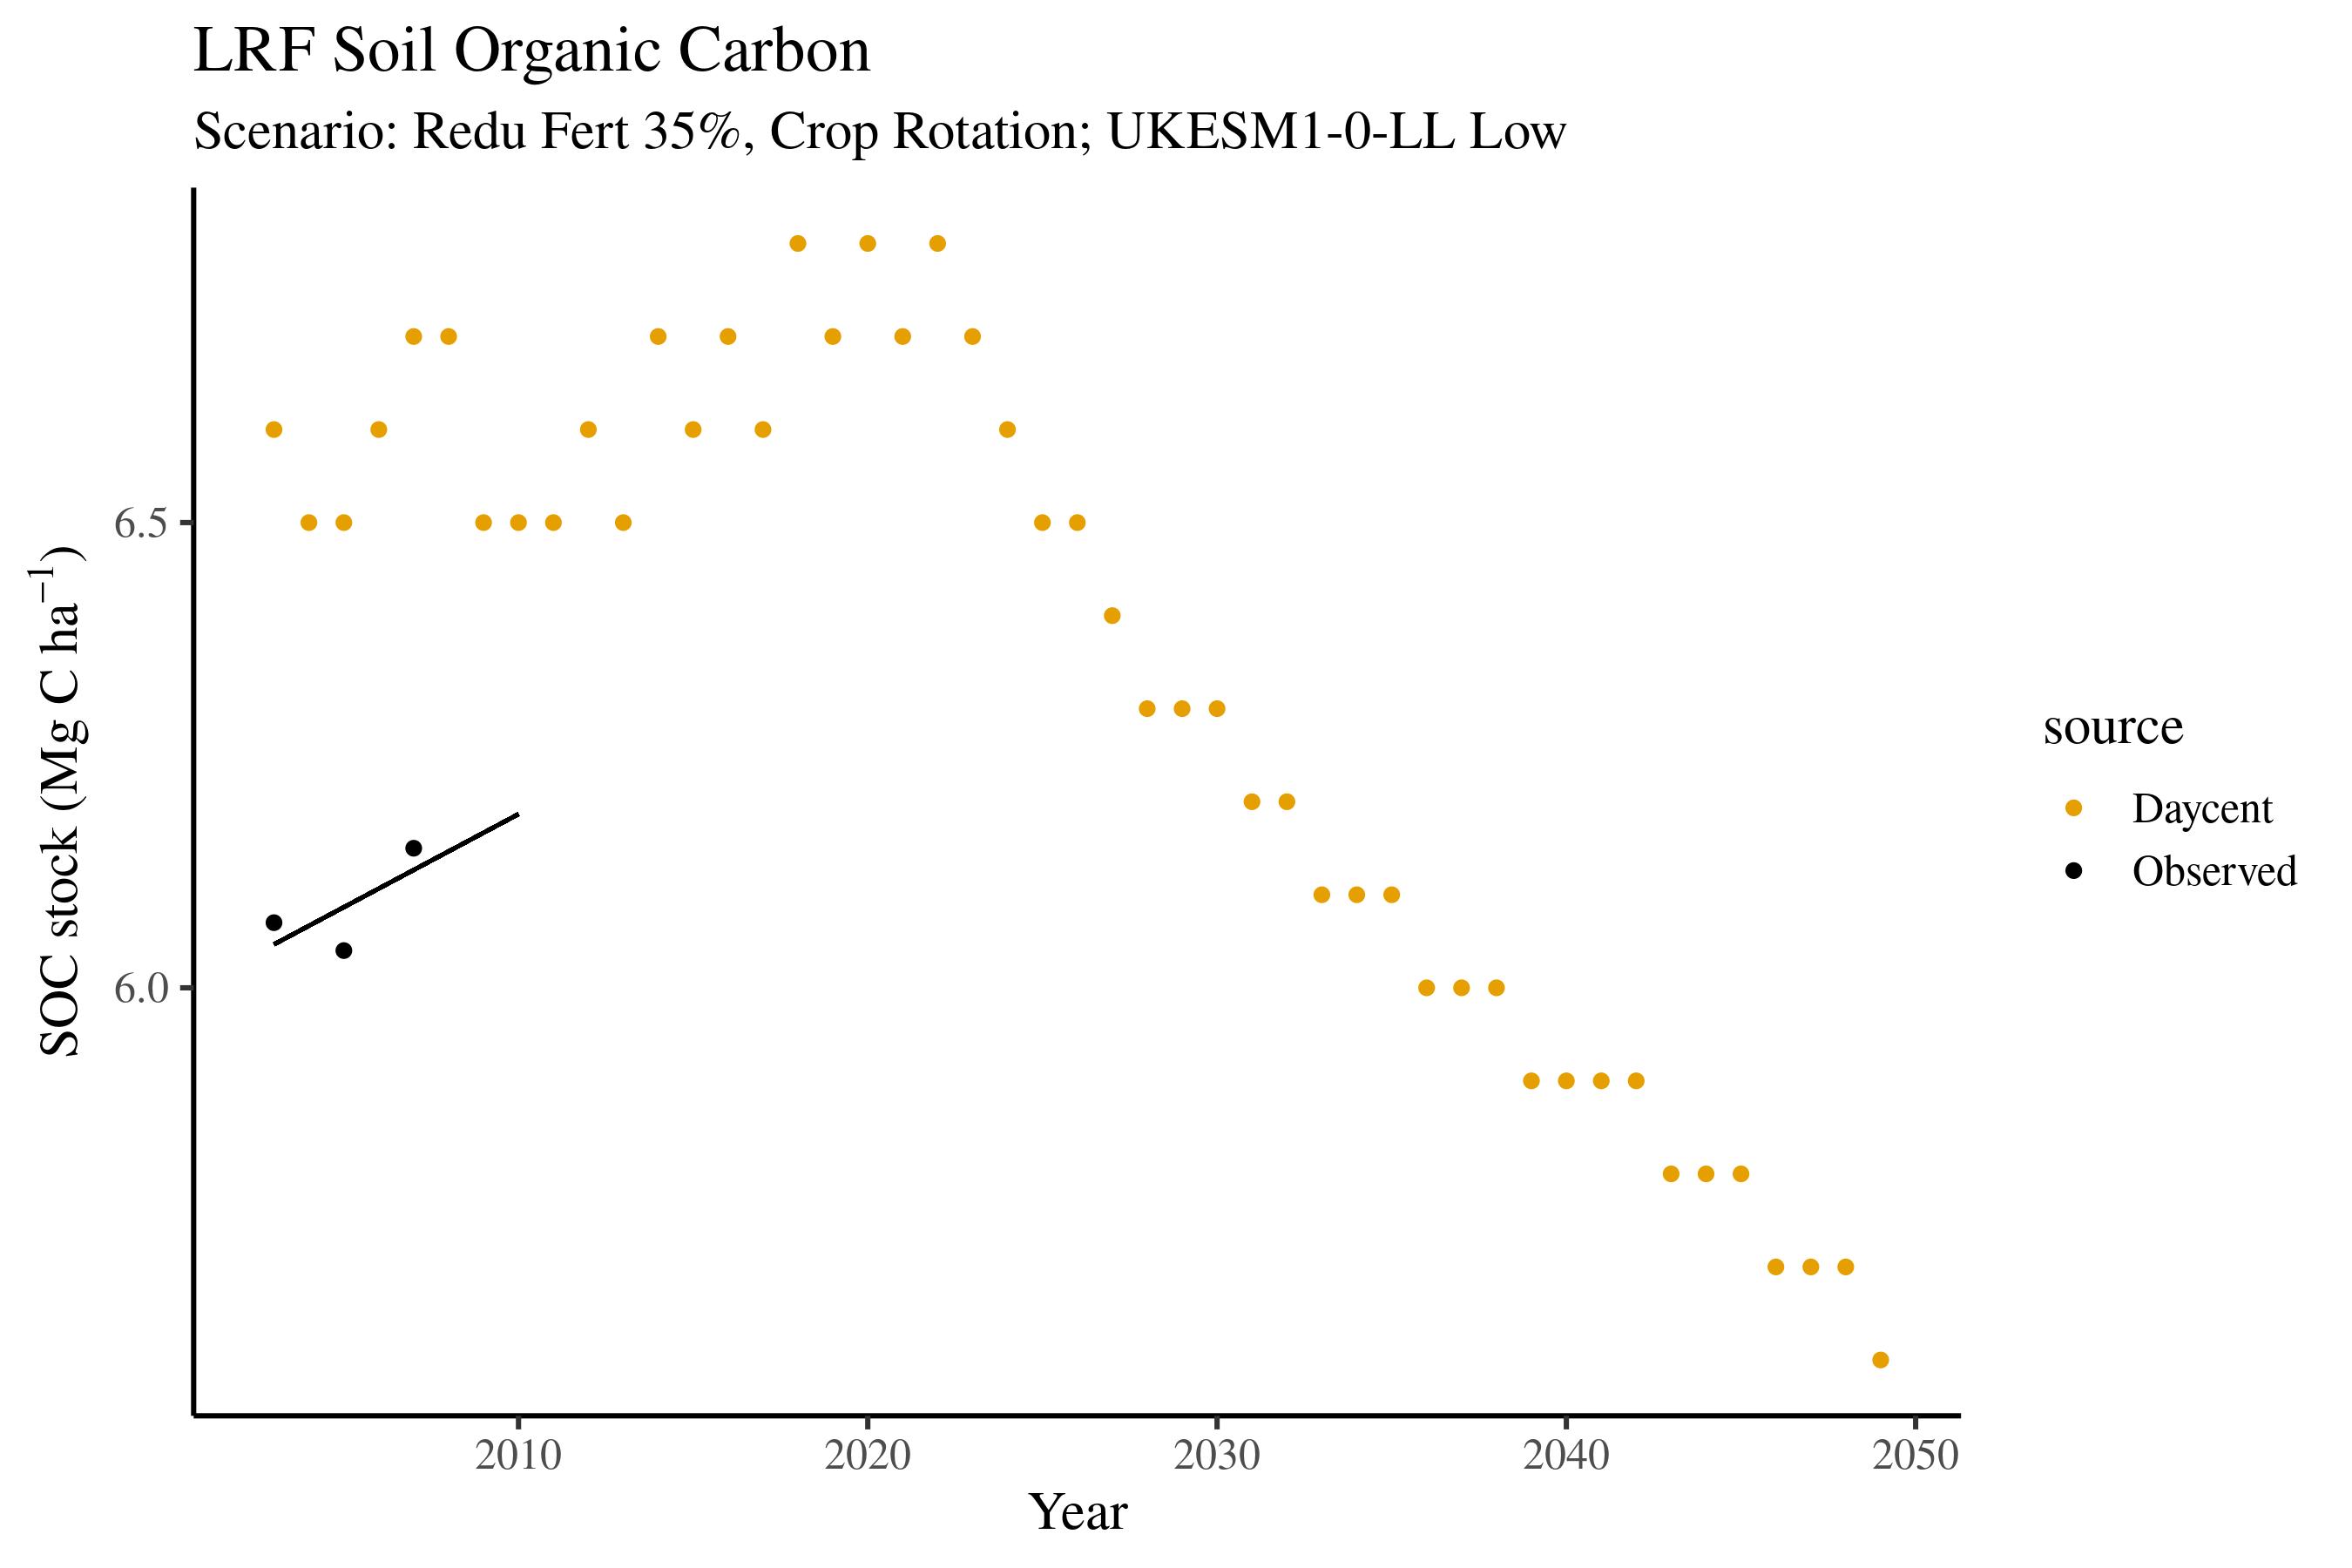 LRF Soil Organic Carbon
Scenario: Redu Fert 35%, Crop Rotation; UKESM1-0-LL Low
SOC stock (Mg C ha⁻¹)
6.5
6.0
2010 2020 2030 2040 2050
Year
source
Daycent
Observed